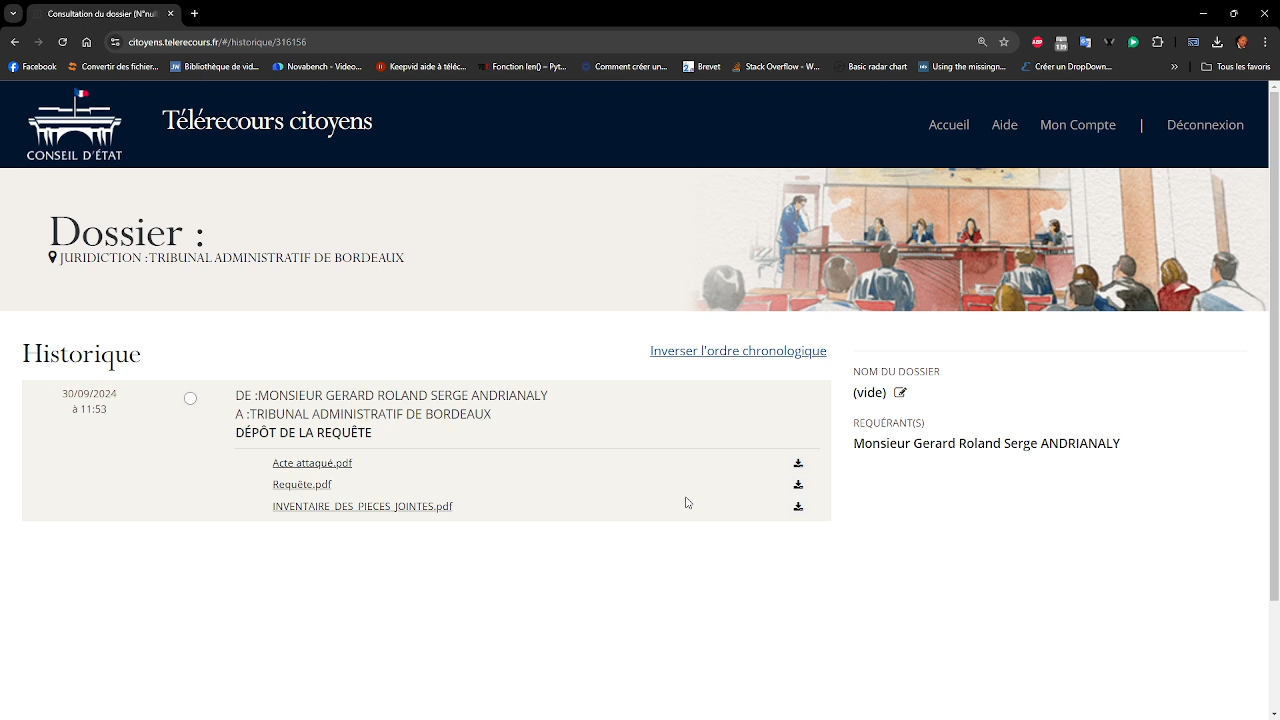 Consultation du dossier (N°null
citoyens.telerecours.fr/#/historique/316156
Facebook
Convertir des fichier...
Bibliothèque de vid...
Novabench - Video...
Keepvid aide à téléc...
Fonction len() – Pyt...
Comment créer un...
Brevet
Stack Overflow - W...
Basic radar chart
Using the missingn...
Créer un DropDown...
»
Tous les favoris
CONSEIL D'ÉTAT
Télérecours citoyens
Accueil
Aide
Mon Compte
|
Déconnexion
Dossier :
JURIDICTION : TRIBUNAL ADMINISTRATIF DE BORDEAUX
Historique
Inverser l'ordre chronologique
30/09/2024
à 11:53
DE :MONSIEUR GERARD ROLAND SERGE ANDRIANALY
A :TRIBUNAL ADMINISTRATIF DE BORDEAUX
DÉPÔT DE LA REQUÊTE
Acte attaqué.pdf
Requête.pdf
INVENTAIRE_DES_PIECES_JOINTES.pdf
NOM DU DOSSIER
(vide)
REQUÉRANT(S)
Monsieur Gerard Roland Serge ANDRIANALY